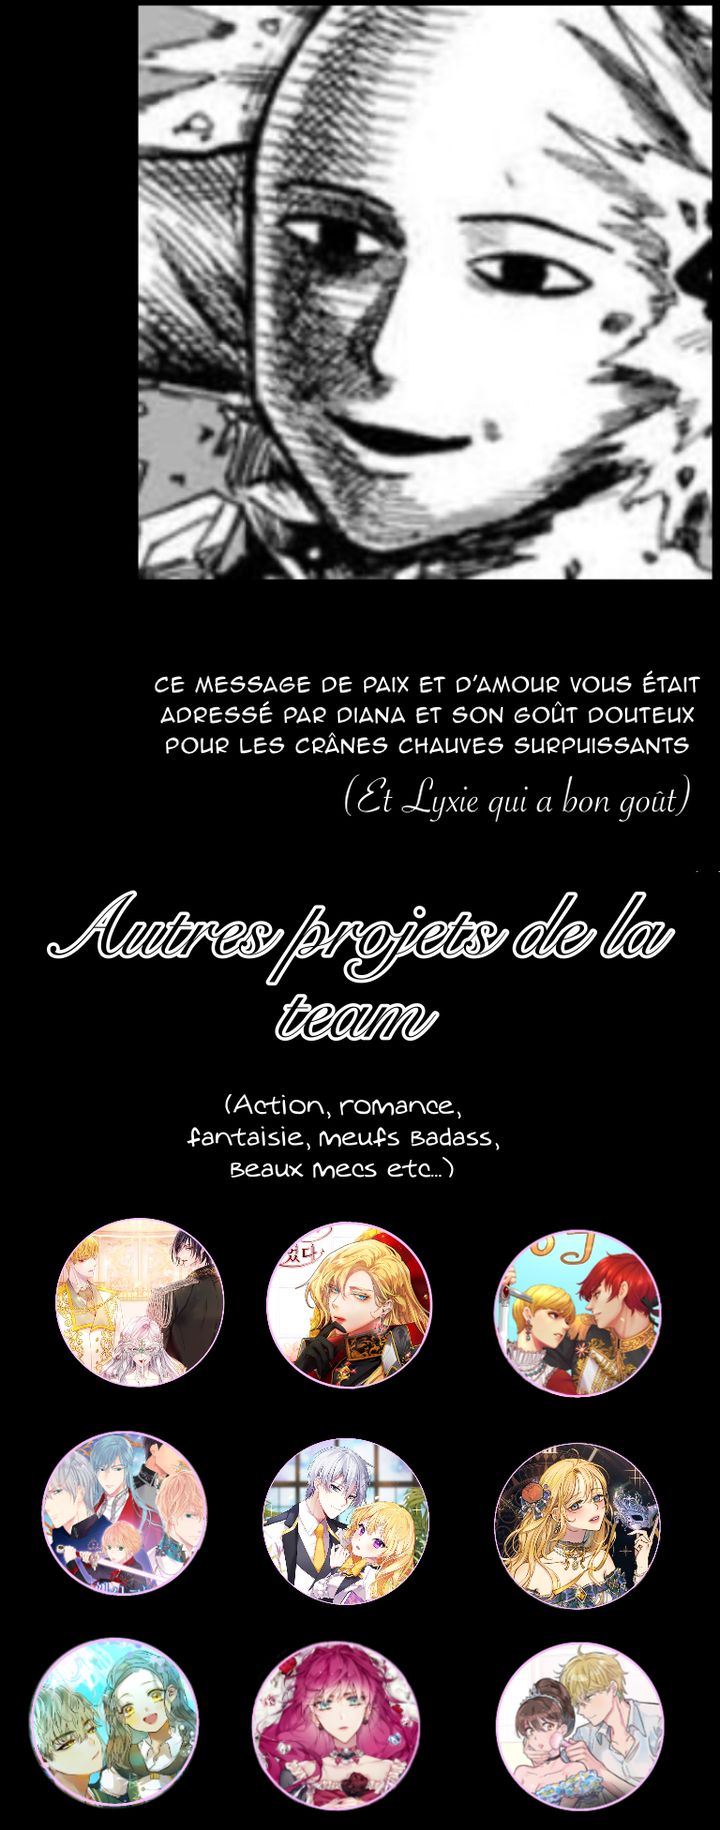 CE MESSAGE DE PAIX ET D'AMOUR VOUS ÉTAIT
ADRESSÉ PAR DIANA ET SON GOÛT DOUTEUX
POUR LES CRÂNES CHAUVES SURPUISSANTS
(Et Lyxie qui a bon goût)
Autres projets de la
team
(Action, romance,
fantaisie, meufs Badass,
Beaux mecs etc...)